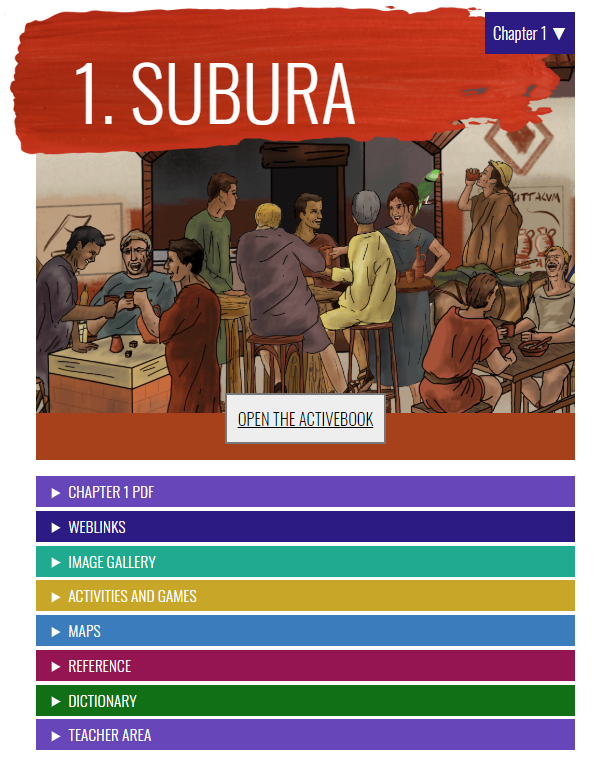 Chapter 1 ▼
1. SUBURA
OPEN THE ACTIVEBOOK
▶ CHAPTER 1 PDF
▶ WEBLINKS
▶ IMAGE GALLERY
▶ ACTIVITIES AND GAMES
▶ MAPS
▶ REFERENCE
▶ DICTIONARY
▶ TEACHER AREA